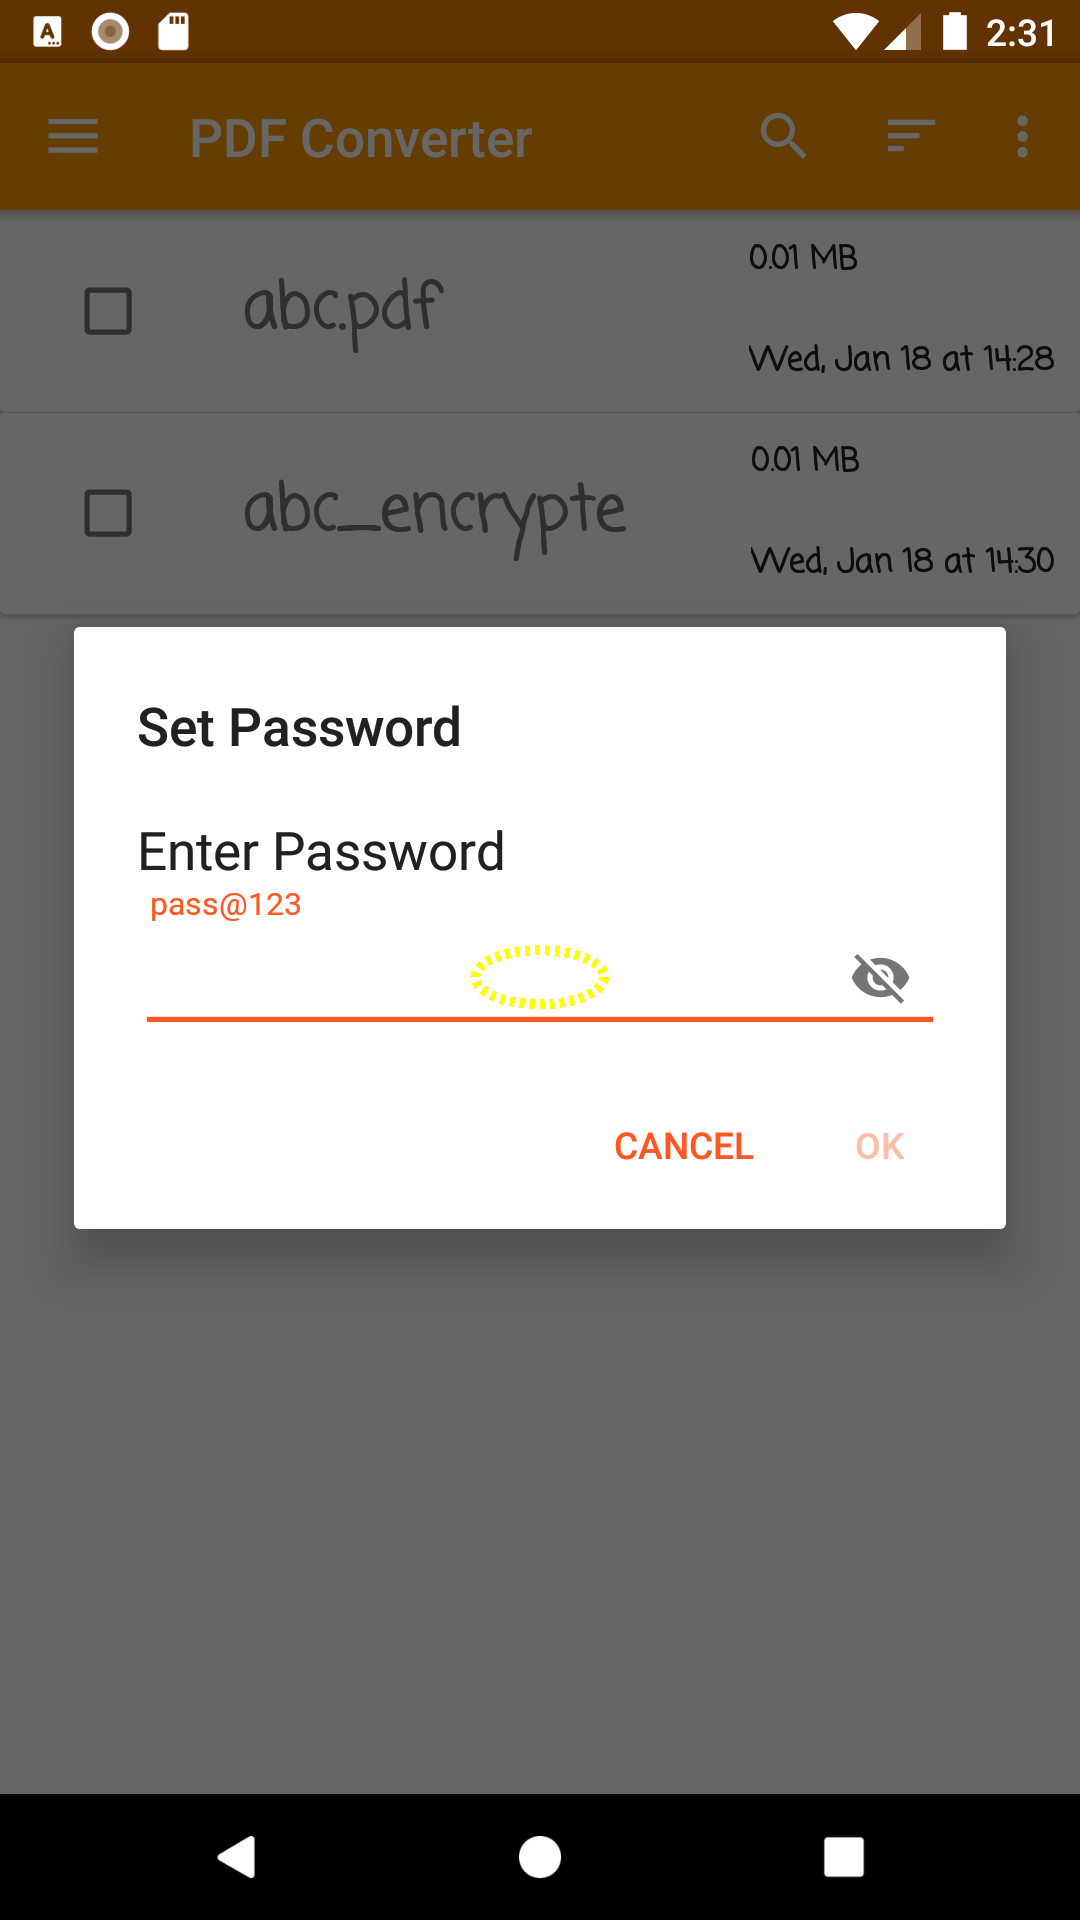 2:31
PDF Converter
abc.pdf
0.01 MB
Wed, Jan 18 at 14:28
abc_encrypte
0.01 MB
Wed, Jan 18 at 14:30
Set Password
Enter Password
pass@123
CANCEL OK